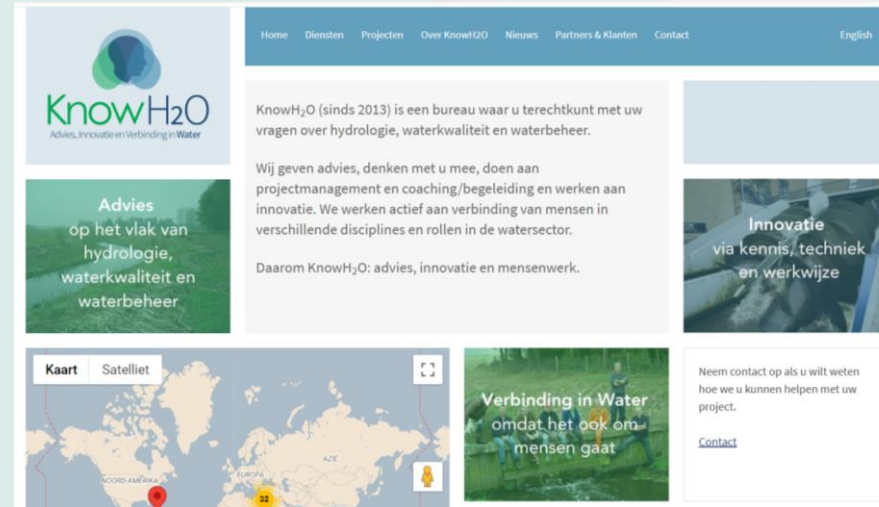 KnowH₂O
Advies, Innovatie en Verbinding in Water
Home Diensten Projecten Over KnowH2O Nieuws Partners & Klanten Contact English
KnowH₂O (sinds 2013) is een bureau waar u terechtkunt met uw
vragen over hydrologie, waterkwaliteit en waterbeheer.
Wij geven advies, denken met u mee, doen aan
projectmanagement en coaching/begeleiding en werken aan
innovatie. We werken actief aan verbinding van mensen in
verschillende disciplines en rollen in de watersector.
Daarom KnowH₂O: advies, innovatie en mensenwerk.
Advies
op het vlak van
hydrologie,
waterkwaliteit en
waterbeheer
Innovatie
via kennis, techniek
en werkwijze
Kaart Satelliet
NOORD-AMERIKA
EUROPA
AZIË
32
Verbinding in Water
omdat het ook om
mensen gaat
Neem contact op als u wilt weten
hoe we u kunnen helpen met uw
project.
Contact